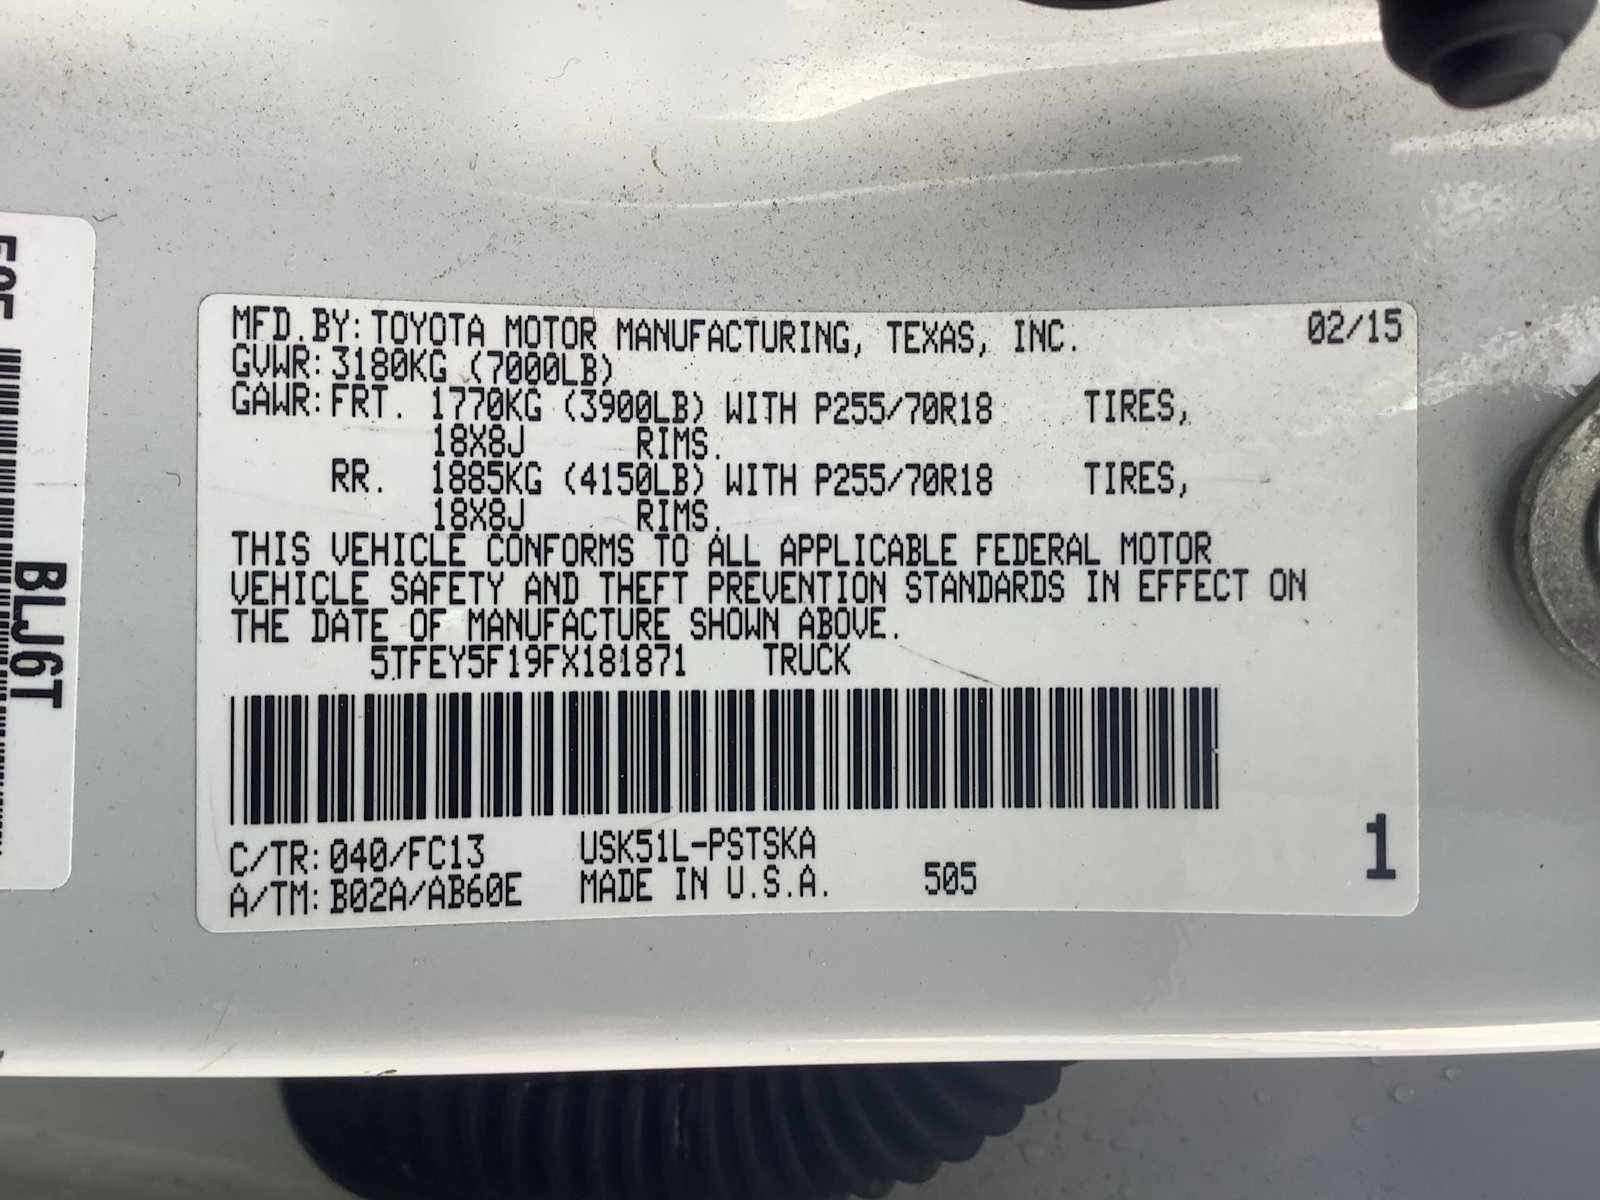 MFD.BY: TOYOTA MOTOR MANUFACTURING, TEXAS, INC. 02/15
GVWR: 3180KG (7000LB)
GAWR: FRT. 1770KG (3900LB) WITH P255/70R18 TIRES,
18X8J RIMS.
RR. 1885KG (4150LB) WITH P255/70R18 TIRES,
18X8J RIMS.
THIS VEHICLE CONFORMS TO ALL APPLICABLE FEDERAL MOTOR
VEHICLE SAFETY AND THEFT PREVENTION STANDARDS IN EFFECT ON
THE DATE OF MANUFACTURE SHOWN ABOVE.
5TFEY5F19FX181871 TRUCK
C/TR: 040/FC13 USK51L-PSTSKA
A/TM: B02A/AB60E MADE IN U.S.A. 505
1
BLJ6T